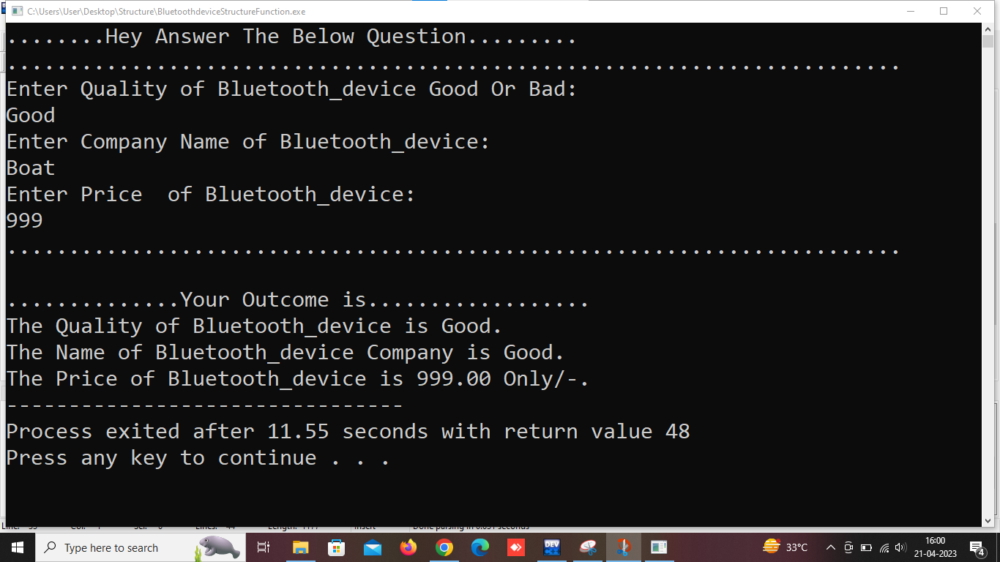 C:\Users\User\Desktop\Structure\BluetoothdeviceStructureFunction.exe
........Hey Answer The Below Question.........
........................................................................
Enter Quality of Bluetooth_device Good Or Bad:
Good
Enter Company Name of Bluetooth_device:
Boat
Enter Price  of Bluetooth_device:
999
........................................................................
..............Your Outcome is..................
The Quality of Bluetooth_device is Good.
The Name of Bluetooth_device Company is Good.
The Price of Bluetooth_device is 999.00 Only/-.
--------------------------------
Process exited after 11.55 seconds with return value 48
Press any key to continue . . .
Type here to search
DEV
33°C
16:00
21-04-2023
4